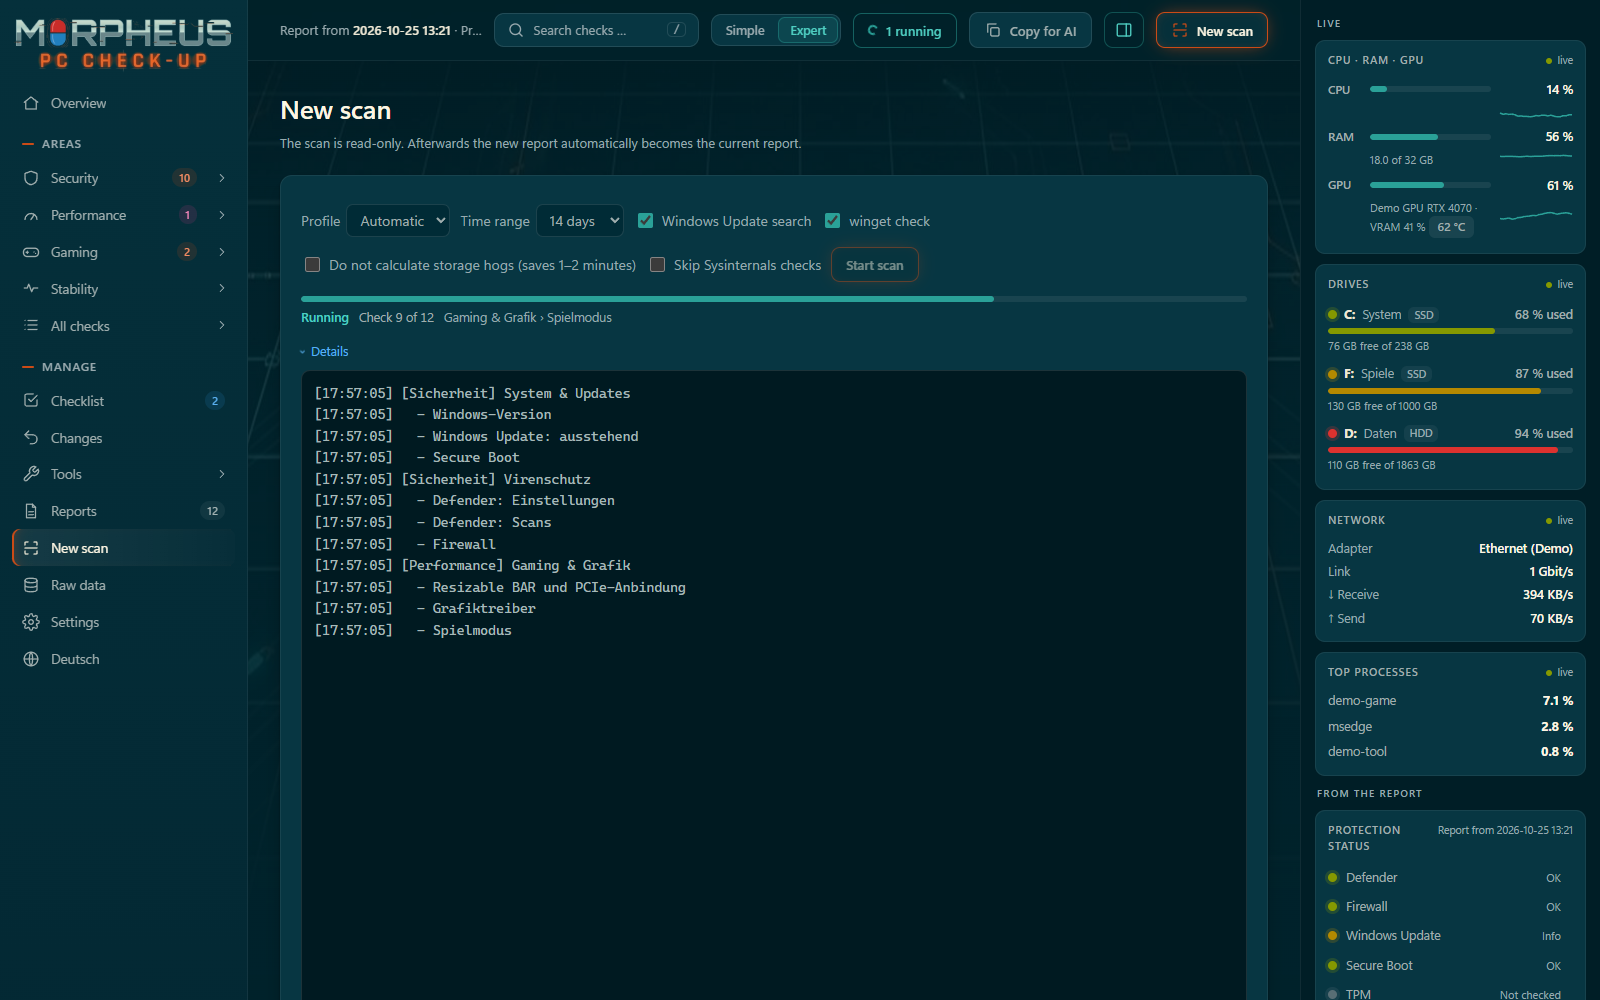 MORPHEUS
PC CHECK-UP
Overview
AREAS
Security 10
Performance 1
Gaming 2
Stability
All checks
MANAGE
Checklist 2
Changes
Tools
Reports 12
New scan
Raw data
Settings
Deutsch
Report from 2026-10-25 13:21 · Pr...
Search checks ... /
Simple Expert
1 running
Copy for AI
New scan
New scan
The scan is read-only. Afterwards the new report automatically becomes the current report.
Profile Automatic Time range 14 days Windows Update search winget check
Do not calculate storage hogs (saves 1–2 minutes) Skip Sysinternals checks Start scan
Running Check 9 of 12 Gaming & Grafik › Spielmodus
Details
[17:57:05] [Sicherheit] System & Updates
[17:57:05] – Windows-Version
[17:57:05] – Windows Update: ausstehend
[17:57:05] – Secure Boot
[17:57:05] [Sicherheit] Virenschutz
[17:57:05] – Defender: Einstellungen
[17:57:05] – Defender: Scans
[17:57:05] – Firewall
[17:57:05] [Performance] Gaming & Grafik
[17:57:05] – Resizable BAR und PCIe-Anbindung
[17:57:05] – Grafiktreiber
[17:57:05] – Spielmodus
LIVE
CPU · RAM · GPU live
CPU 14 %
RAM 56 %
18.0 of 32 GB
GPU 61 %
Demo GPU RTX 4070 ·
VRAM 41 % 62 °C
DRIVES live
C: System SSD 68 % used
76 GB free of 238 GB
F: Spiele SSD 87 % used
130 GB free of 1000 GB
D: Daten HDD 94 % used
110 GB free of 1863 GB
NETWORK live
Adapter Ethernet (Demo)
Link 1 Gbit/s
↓ Receive 394 KB/s
↑ Send 70 KB/s
TOP PROCESSES live
demo-game 7.1 %
msedge 2.8 %
demo-tool 0.8 %
FROM THE REPORT
PROTECTION STATUS Report from 2026-10-25 13:21
Defender OK
Firewall OK
Windows Update Info
Secure Boot OK
TPM Not checked